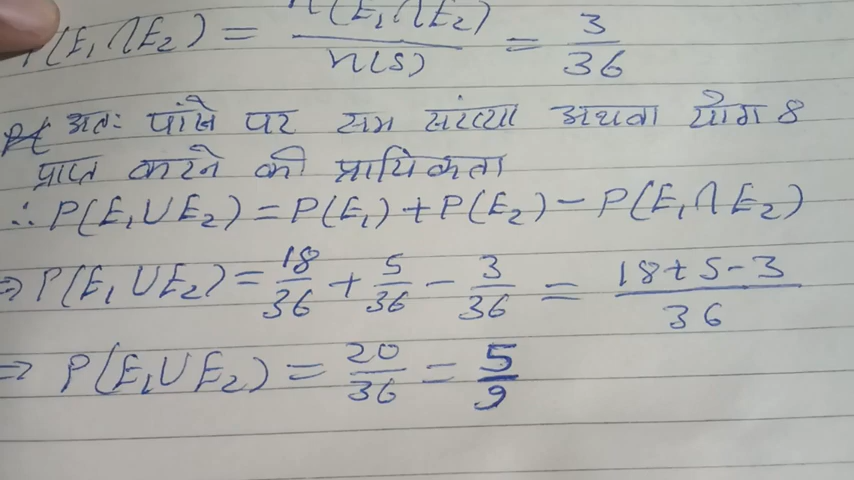 P(E₁∩E₂) = n(E₁∩E₂)/n(S) = 3/36
अतः पांसे पर सम संख्या अथवा योग 8
प्राप्त करने की प्रायिकता
∴ P(E₁∪E₂) = P(E₁) + P(E₂) − P(E₁∩E₂)
⇒ P(E₁∪E₂) = 18/36 + 5/36 − 3/36 = (18+5-3)/36
⇒ P(E₁∪E₂) = 20/36 = 5/9